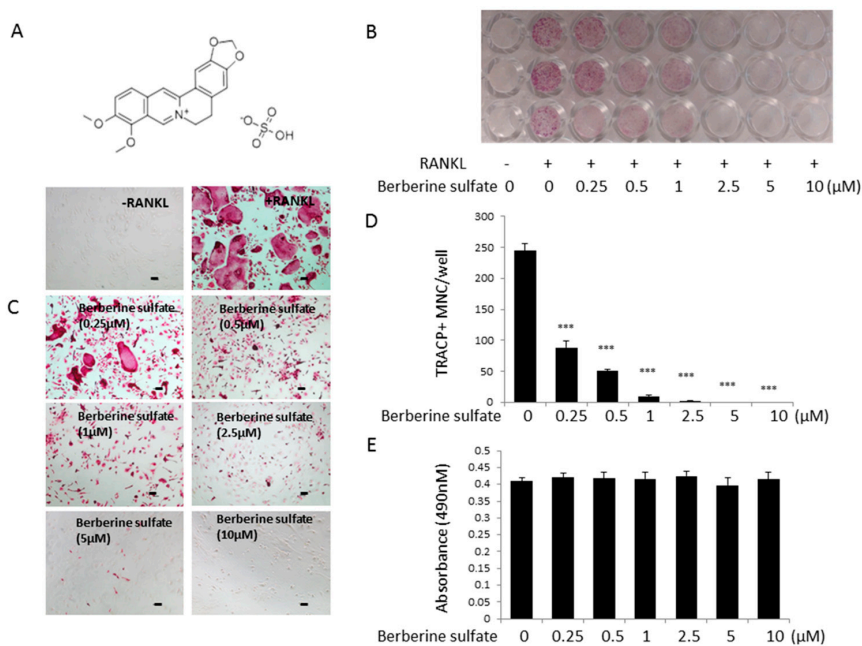 A
N+
O
O
O
O
-O
O
S
OH
O
B
RANKL - + + + + + + +
Berberine sulfate 0 0 0.25 0.5 1 2.5 5 10 (μM)
-RANKL
+RANKL
C
Berberine sulfate
(0.25μM)
Berberine sulfate
(0.5μM)
Berberine sulfate
(1μM)
Berberine sulfate
(2.5μM)
Berberine sulfate
(5μM)
Berberine sulfate
(10μM)
D
TRACP+ MNC/well
300
250
200
150
100
50
0
*** *** *** *** *** ***
Berberine sulfate 0 0.25 0.5 1 2.5 5 10 (μM)
E
Absorbance (490nM)
0.5
0.45
0.4
0.35
0.3
0.25
0.2
0.15
0.1
0.05
0
Berberine sulfate 0 0.25 0.5 1 2.5 5 10 (μM)